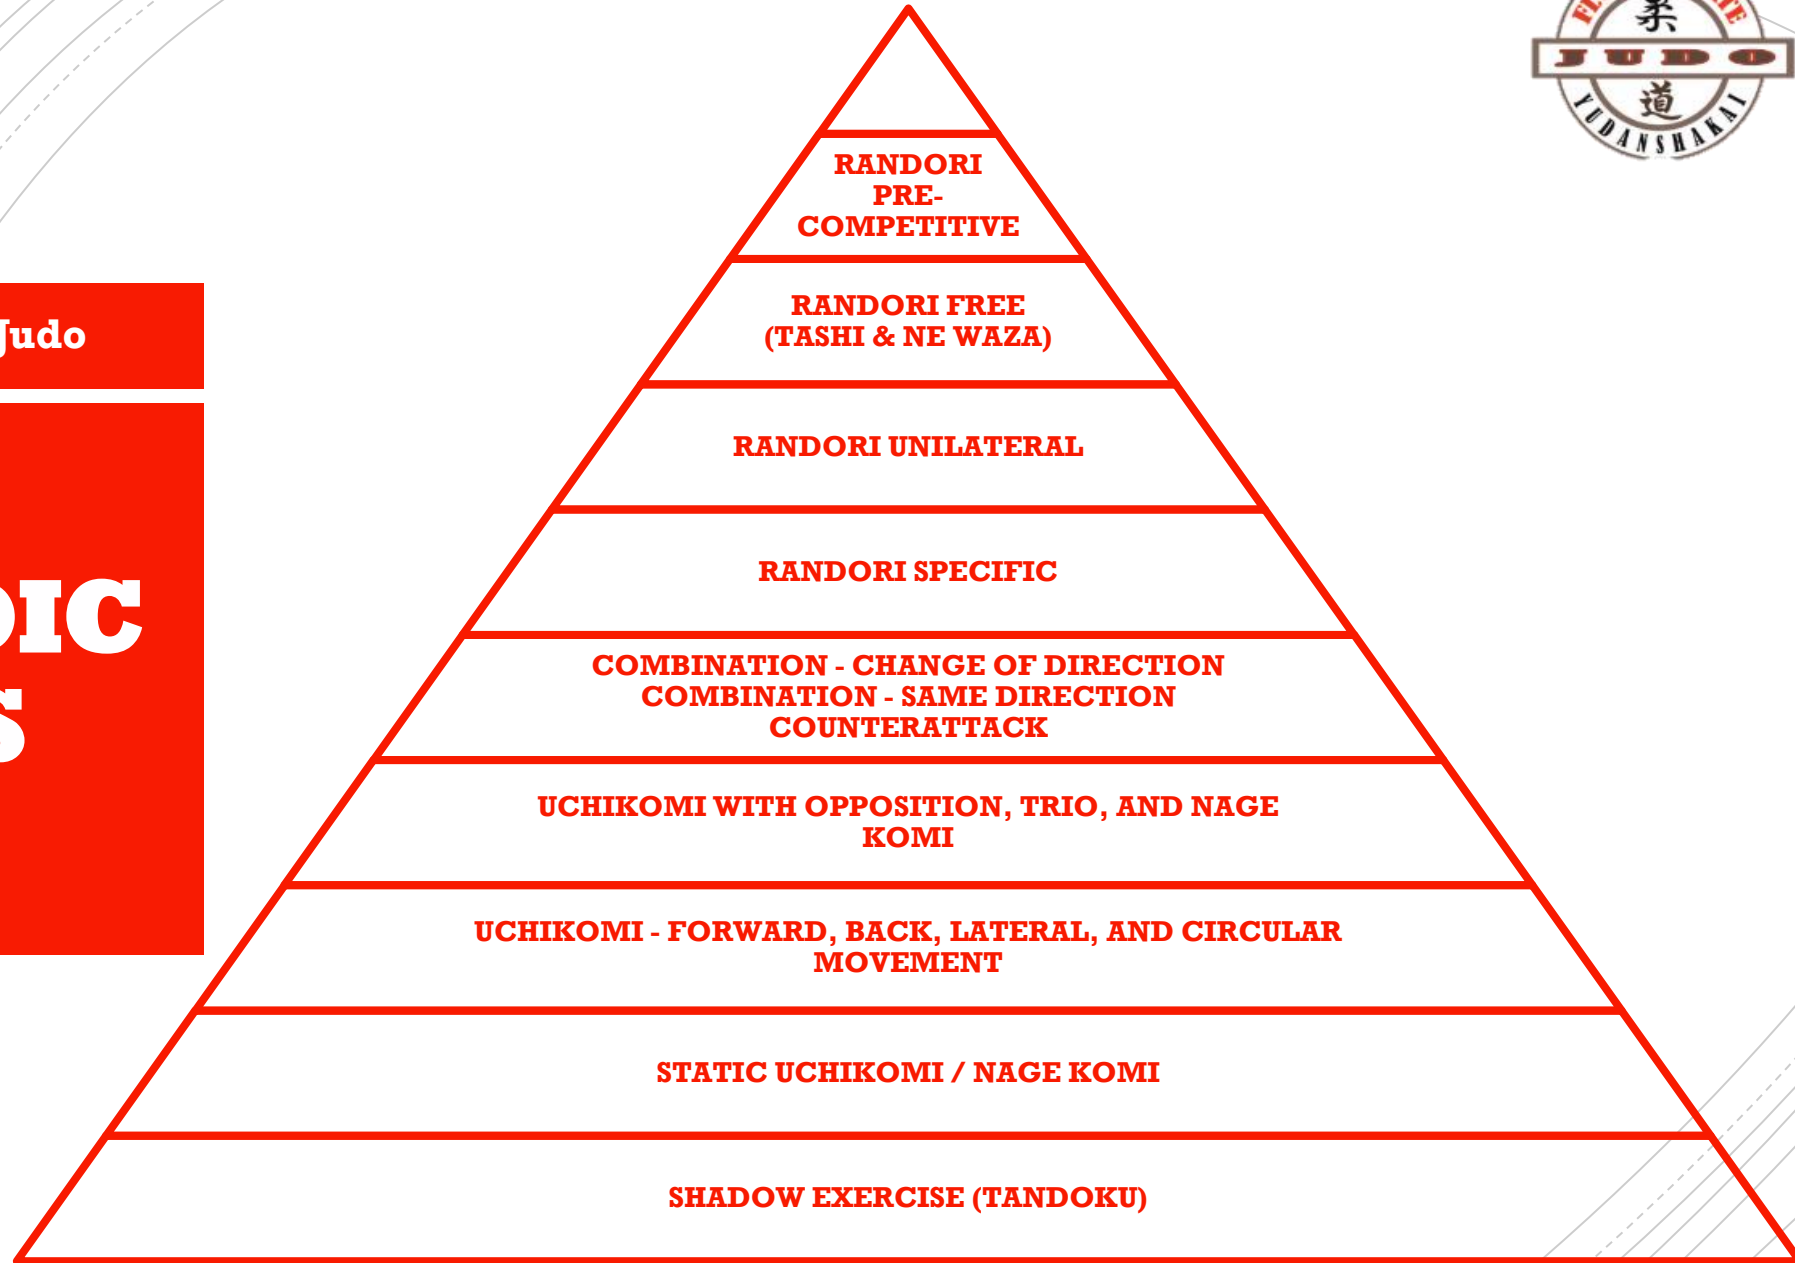 柔
JUDO
道
YUDANSHAKAI
RANDORI
PRE-
COMPETITIVE
RANDORI FREE
(TASHI & NE WAZA)
Judo
RANDORI UNILATERAL
RANDORI SPECIFIC
DIC
S
COMBINATION - CHANGE OF DIRECTION
COMBINATION - SAME DIRECTION
COUNTERATTACK
UCHIKOMI WITH OPPOSITION, TRIO, AND NAGE
KOMI
UCHIKOMI - FORWARD, BACK, LATERAL, AND CIRCULAR
MOVEMENT
STATIC UCHIKOMI / NAGE KOMI
SHADOW EXERCISE (TANDOKU)